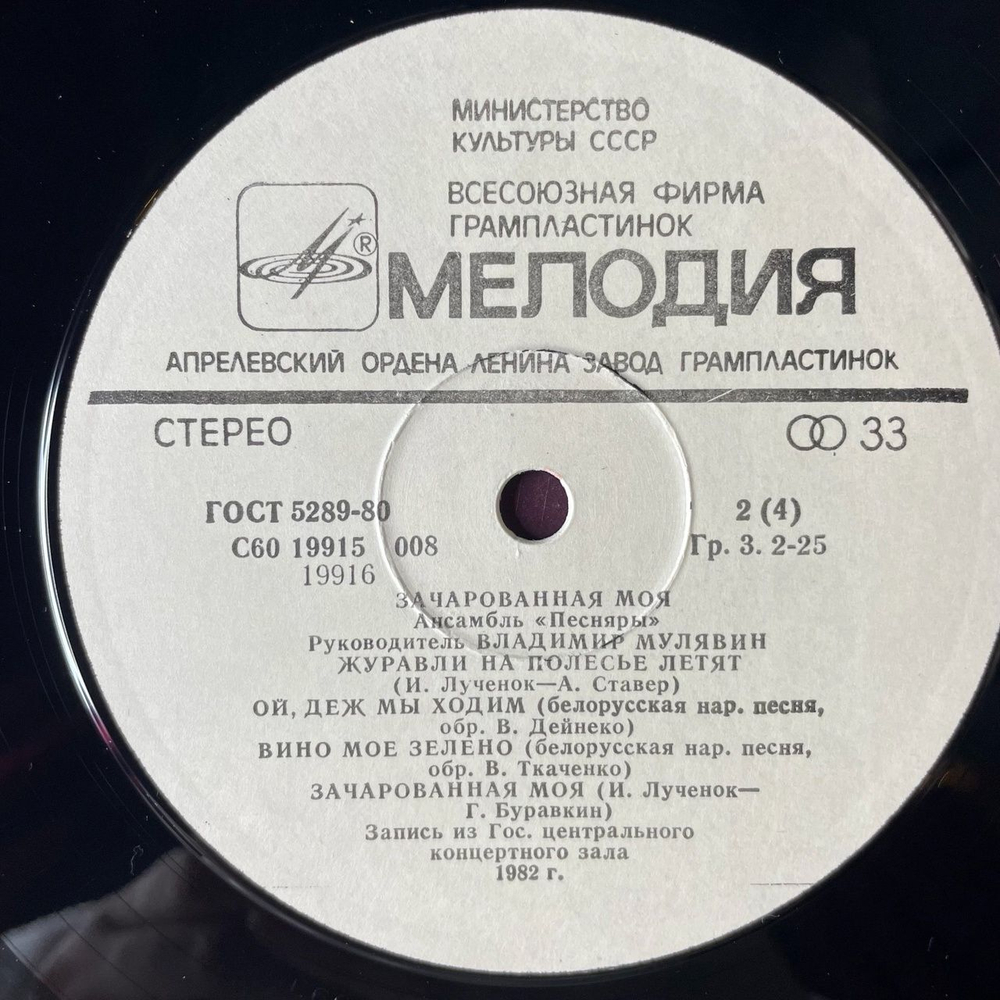 МИНИСТЕРСТВО
КУЛЬТУРЫ СССР
ВСЕСОЮЗНАЯ ФИРМА
ГРАМПЛАСТИНОК
®
МЕЛОДИЯ
АПРЕЛЕВСКИЙ ОРДЕНА ЛЕНИНА ЗАВОД ГРАМПЛАСТИНОК
СТЕРЕО 33
ГОСТ 5289-80 2 (4)
С60 19915 008 Гр. 3. 2-25
19916
ЗАЧАРОВАННАЯ МОЯ
Ансамбль «Песняры»
Руководитель ВЛАДИМИР МУЛЯВИН
ЖУРАВЛИ НА ПОЛЕСЬЕ ЛЕТЯТ
(И. Лученок—А. Ставер)
ОЙ, ДЕЖ МЫ ХОДИМ (белорусская нар. песня,
обр. В. Дейнеко)
ВИНО МОЕ ЗЕЛЕНО (белорусская нар. песня,
обр. В. Ткаченко)
ЗАЧАРОВАННАЯ МОЯ (И. Лученок—
Г. Буравкин)
Запись из Гос. центрального
концертного зала
1982 г.